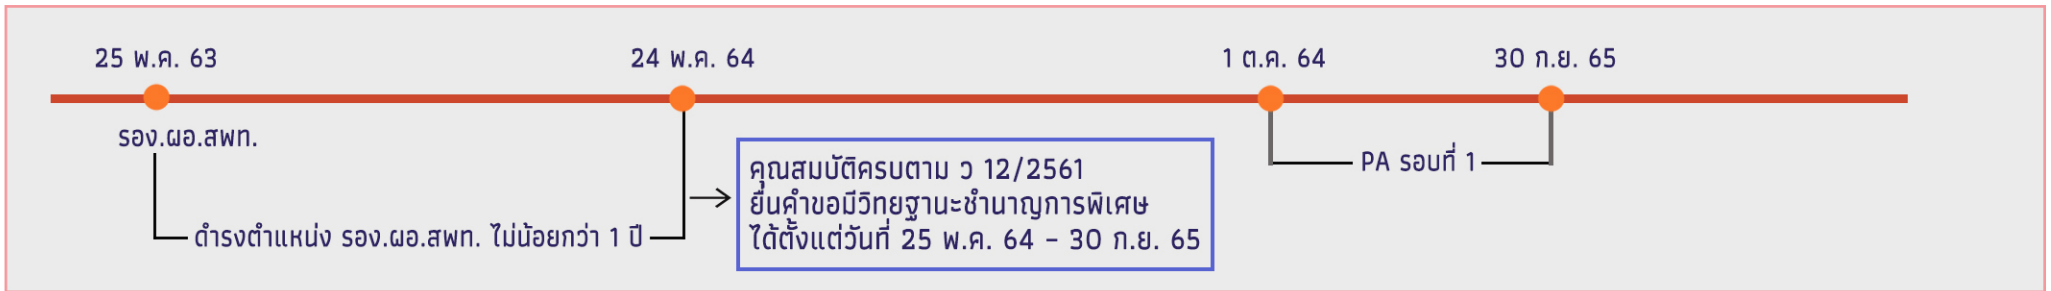 25 พ.ค. 63
24 พ.ค. 64
1 ต.ค. 64
30 ก.ย. 65
รอง.ผอ.สพท.
คุณสมบัติครบตาม ว 12/2561
ยื่นคำขอมีวิทยฐานะชำนาญการพิเศษ
ได้ตั้งแต่วันที่ 25 พ.ค. 64 – 30 ก.ย. 65
PA รอบที่ 1
ดำรงตำแหน่ง รอง.ผอ.สพท. ไม่น้อยกว่า 1 ปี